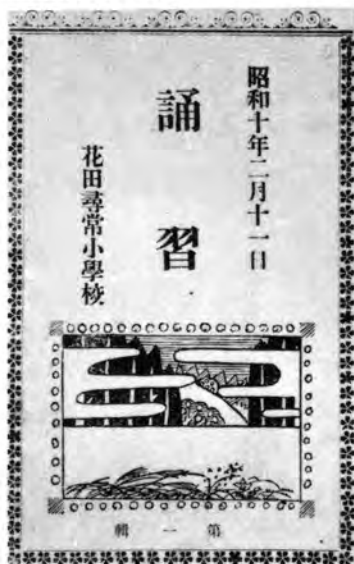 昭和十年二月十一日
誦習
花田尋常小學校
第一輯